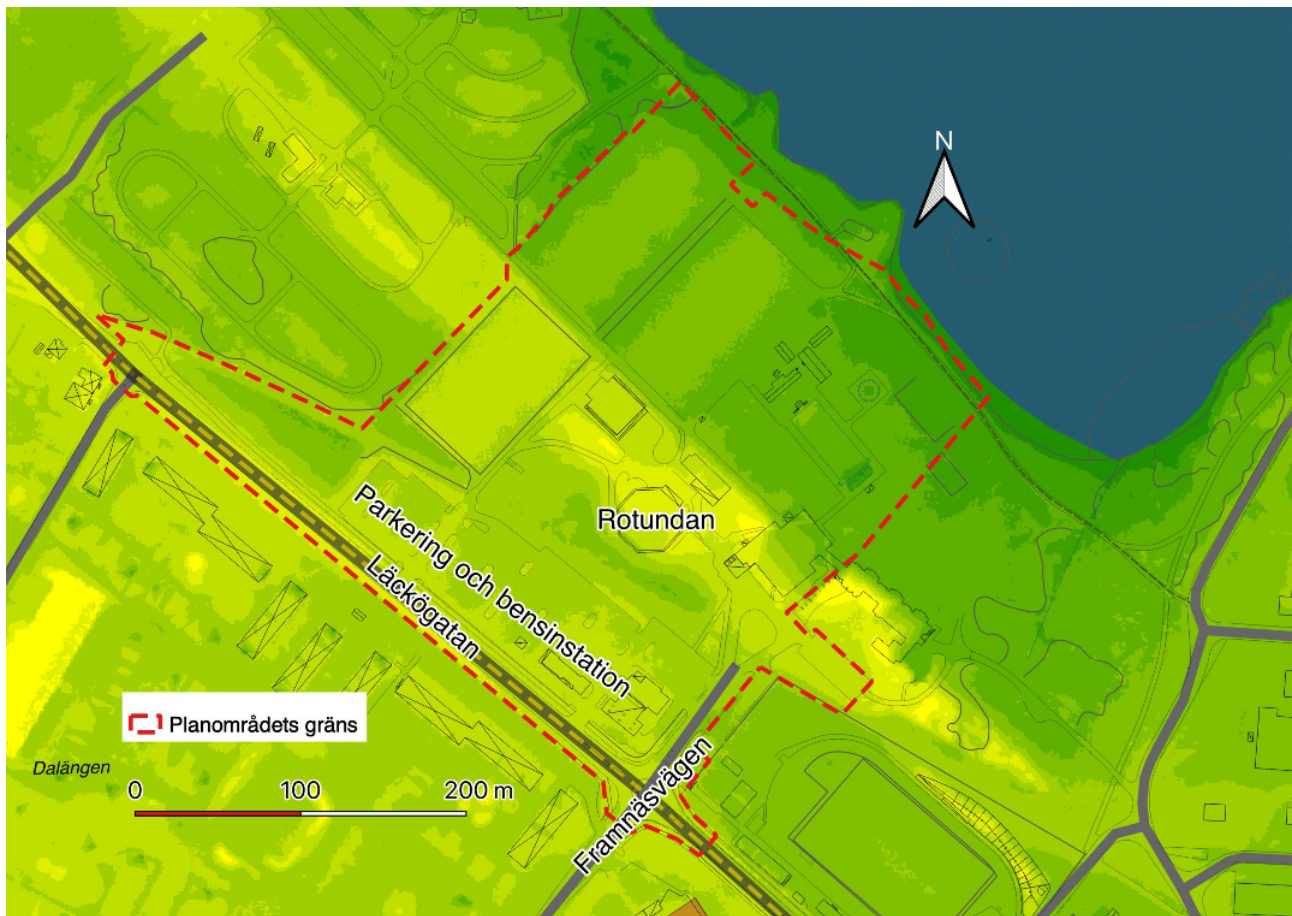 N
Rotundan
Parkering och bensinstation
Läckögatan
Planområdets gräns
Framnäsvägen
Dalängen
0 100 200 m